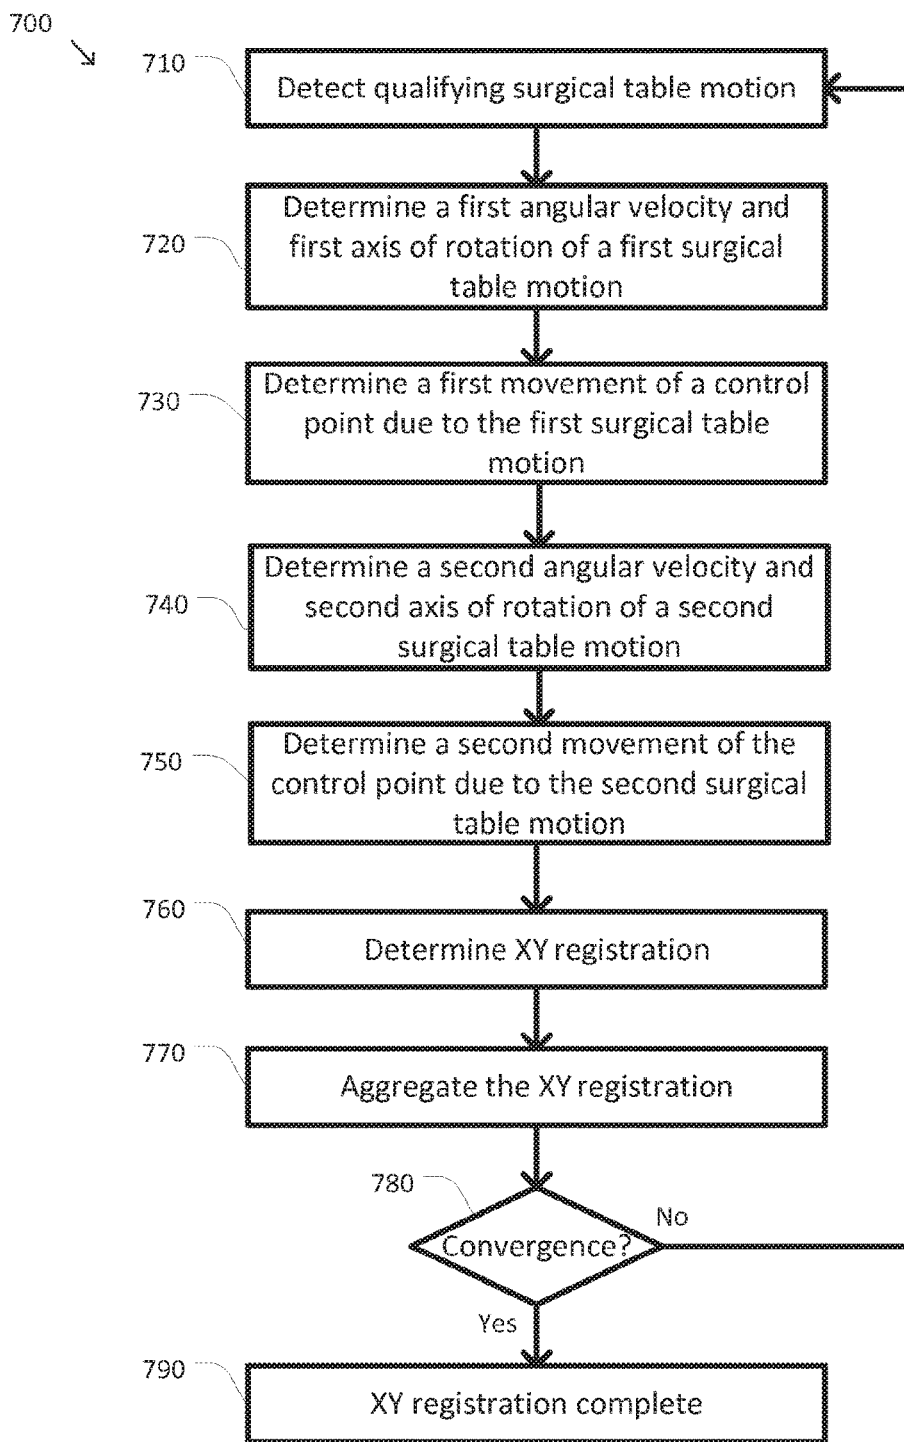 700
710
Detect qualifying surgical table motion
720
Determine a first angular velocity and
first axis of rotation of a first surgical
table motion
730
Determine a first movement of a control
point due to the first surgical table
motion
740
Determine a second angular velocity and
second axis of rotation of a second
surgical table motion
750
Determine a second movement of the
control point due to the second surgical
table motion
760
Determine XY registration
770
Aggregate the XY registration
780
Convergence?
No
Yes
790
XY registration complete